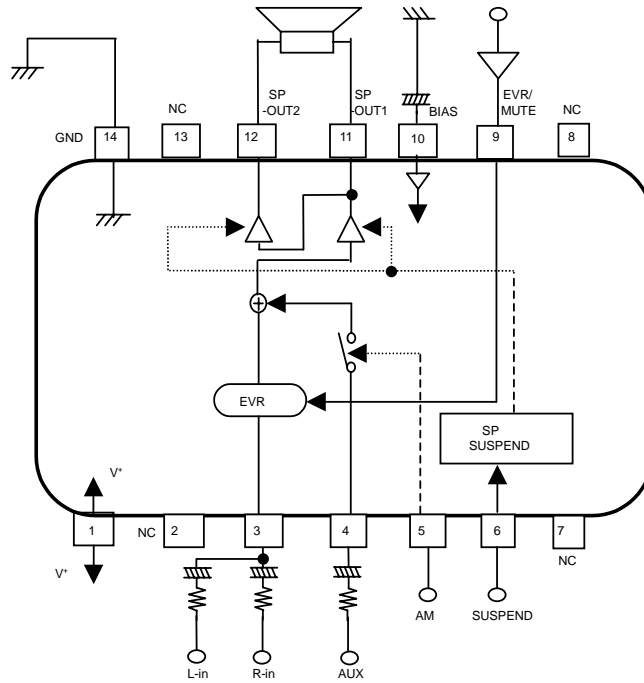 SP
-OUT2
SP
-OUT1
BIAS
EVR/
MUTE
NC
NC
GND
14
13
12
11
10
9
8
EVR
SP
SUSPEND
V+
1
NC
2
3
4
5
6
7
NC
V+
AM
SUSPEND
L-in
R-in
AUX